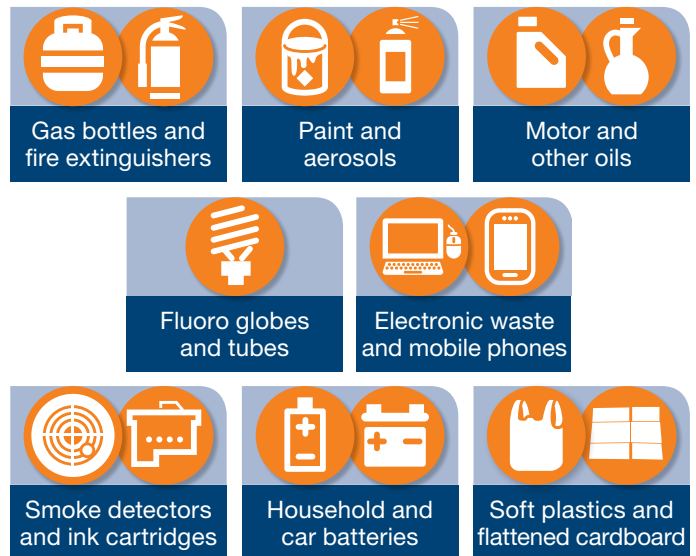 Gas bottles and
fire extinguishers
Paint and
aerosols
Motor and
other oils
Fluoro globes
and tubes
Electronic waste
and mobile phones
Smoke detectors
and ink cartridges
Household and
car batteries
Soft plastics and
flattened cardboard